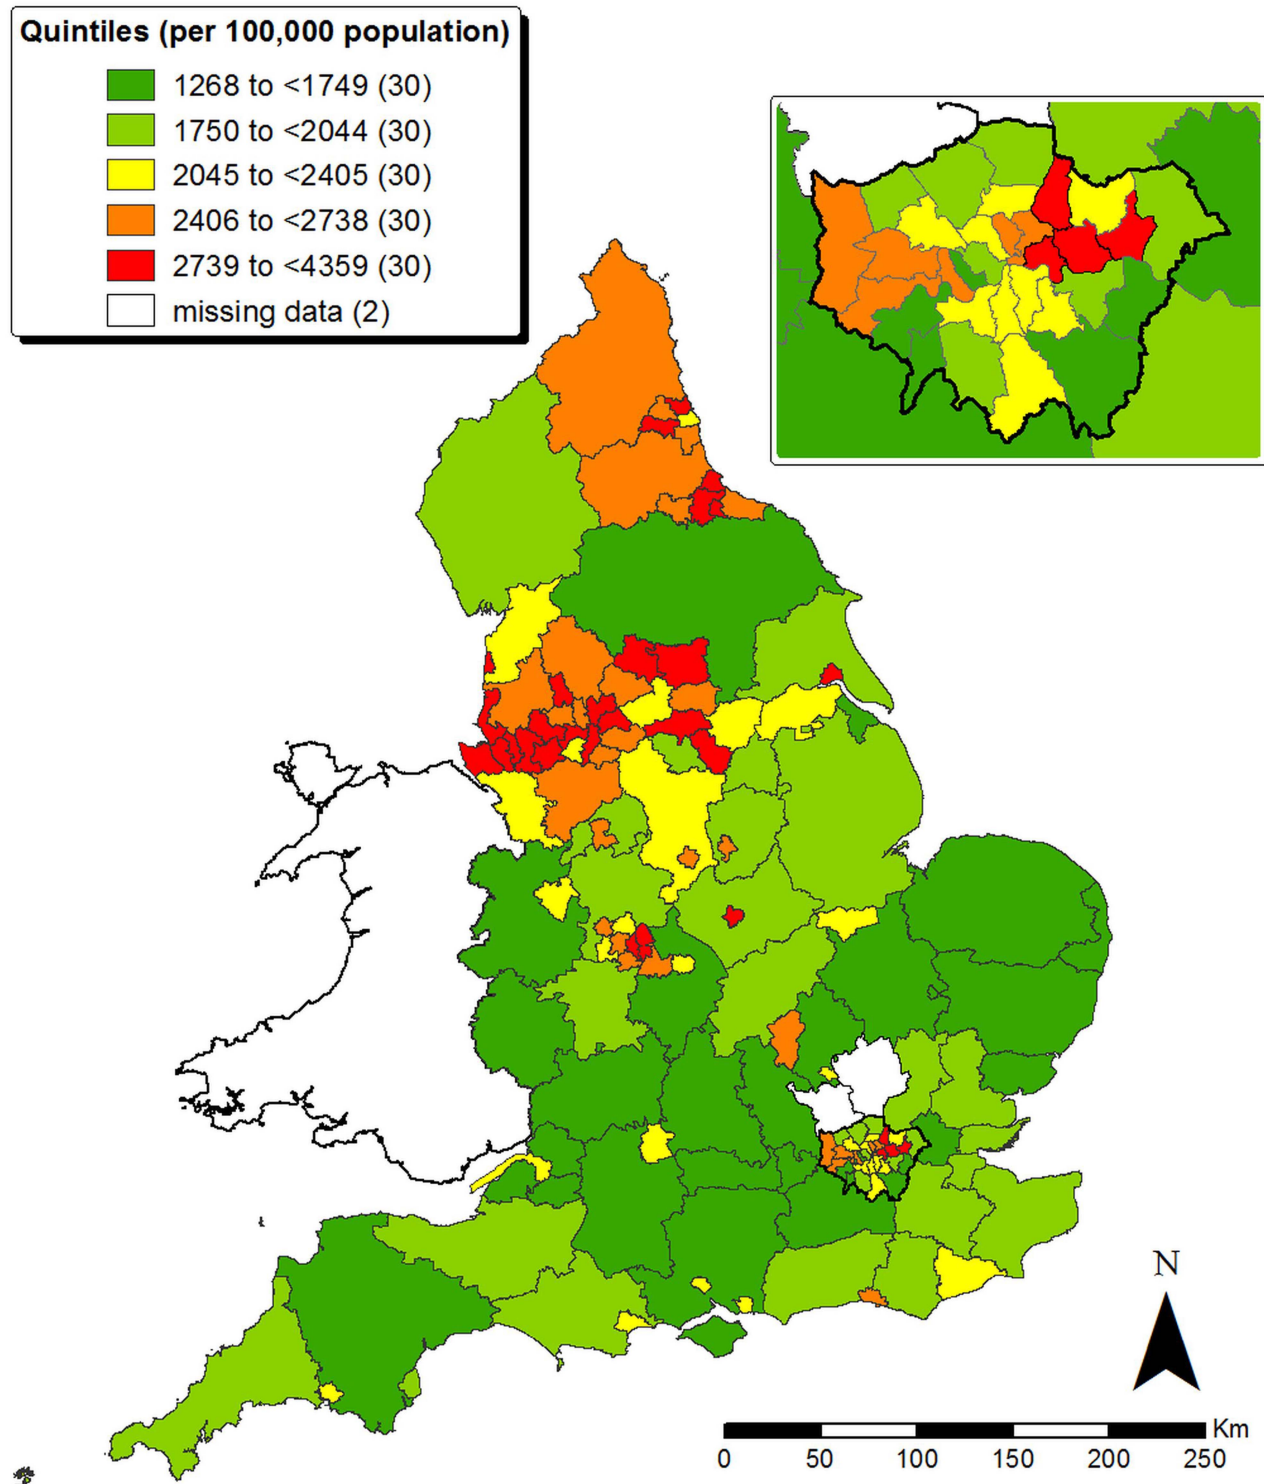 Quintiles (per 100,000 population)
1268 to <1749 (30)
1750 to <2044 (30)
2045 to <2405 (30)
2406 to <2738 (30)
2739 to <4359 (30)
missing data (2)
N
Km
0 50 100 150 200 250